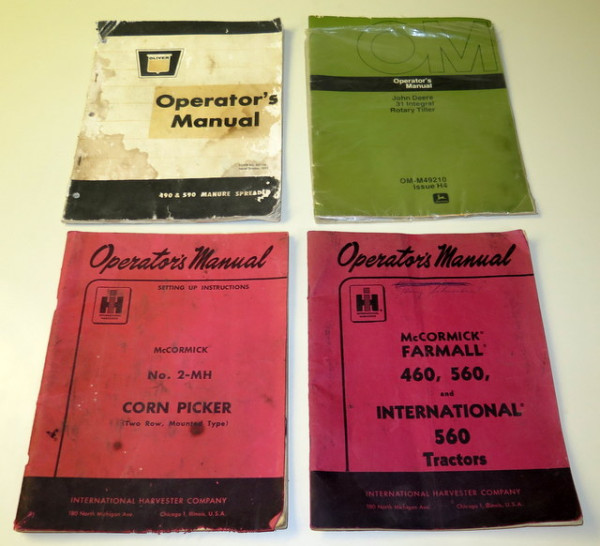 OLIVER
Operator's
Manual
490 & 590 MANURE SPREADER
OM
Operator's
Manual
John Deere
31 Integral
Rotary Tiller
OM-M49210
Issue H4
Operator's Manual
SETTING UP INSTRUCTIONS
IH
McCORMICK
No. 2-MH
CORN PICKER
(Two Row, Mounted Type)
INTERNATIONAL HARVESTER COMPANY
180 North Michigan Ave. Chicago 1, Illinois, U.S.A.
Operator's Manual
IH
McCORMICK®
FARMALL®
460, 560,
and
INTERNATIONAL®
560
Tractors
INTERNATIONAL HARVESTER COMPANY
180 North Michigan Ave. Chicago 1, Illinois, U.S.A.